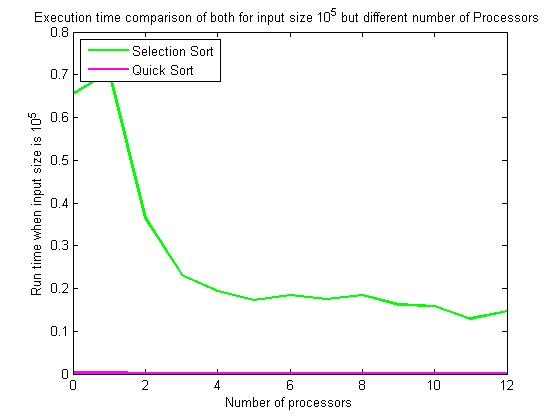 Execution time comparison of both for input size 10^5 but different number of Processors
0.8
Selection Sort
Quick Sort
0.7
0.6
0.5
0.4
0.3
0.2
0.1
0
Run time when input size is 10^5
0 2 4 6 8 10 12
Number of processors